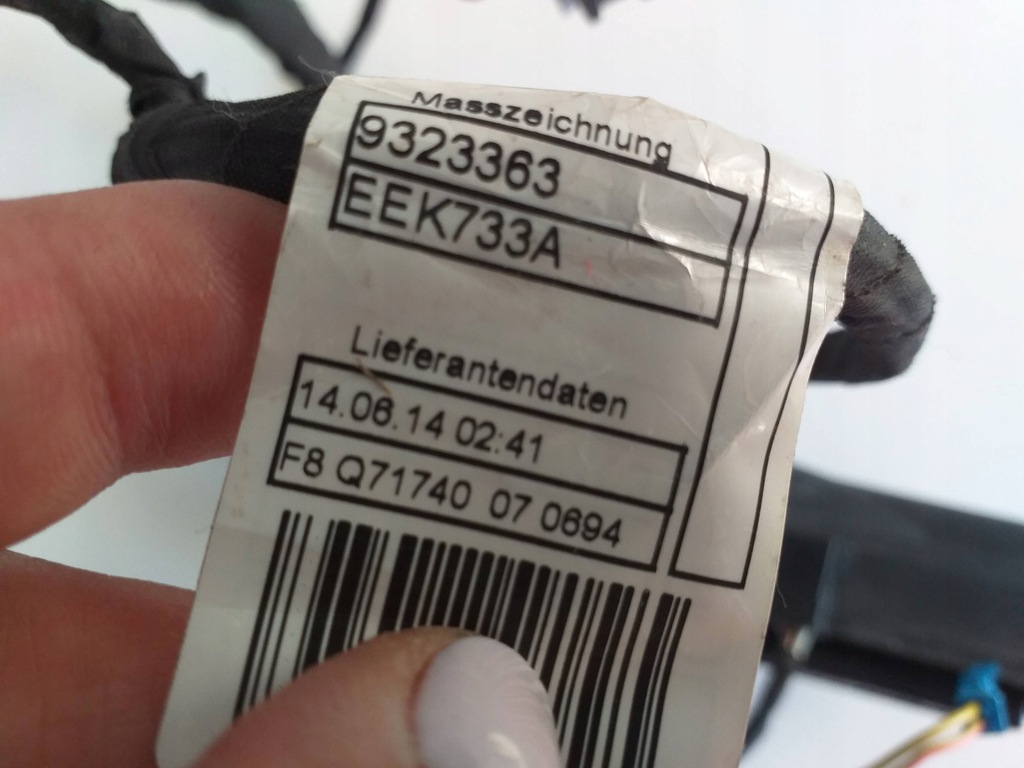 Masszeichnung
9323363
EEK733A
Lieferantendaten
14.06.14 02:41
F8 Q71740 07 0694